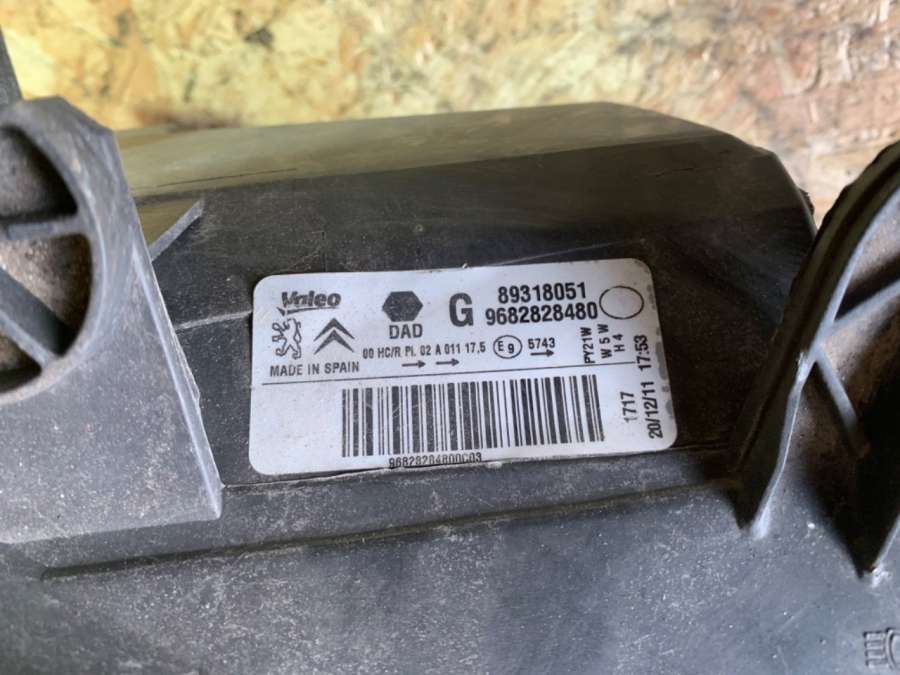 Valeo
DAD
G
89318051
9682828480
00 HC/R PL 02 A 011 17,5
E9
5743
MADE IN SPAIN
PY21W
W5W
H4
1717
20/12/11 17:53
96828284800C03